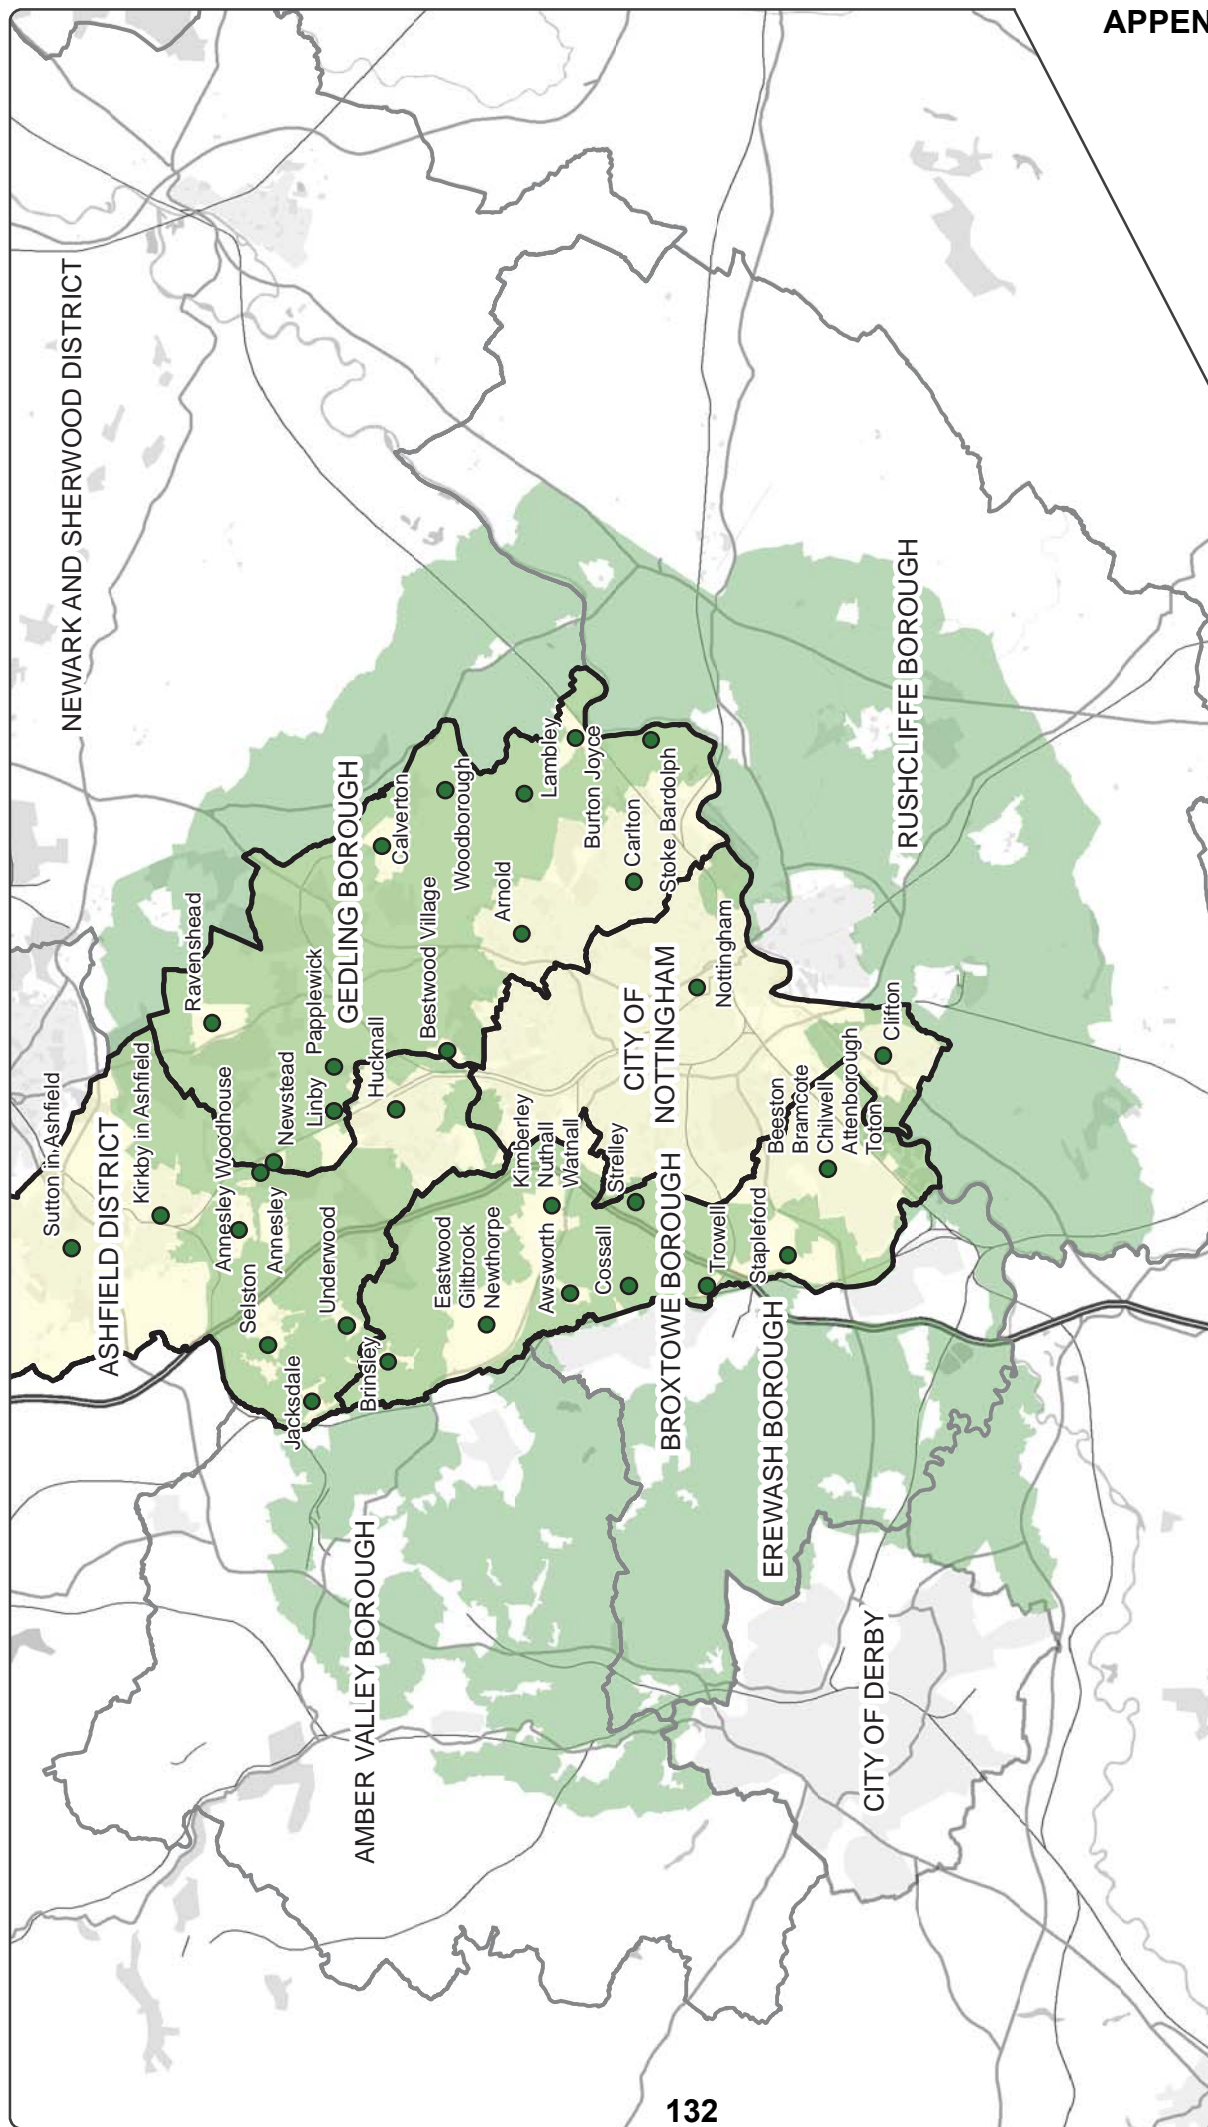 APPEN
NEWARK AND SHERWOOD DISTRICT
Sutton in Ashfield
ASHFIELD DISTRICT
Kirkby in Ashfield
Ravenshead
Annesley Woodhouse
Annesley
Newstead
Linby
Papplewick
GEDLING BOROUGH
Calverton
Hucknall
Bestwood Village
Woodborough
Selston
Underwood
Jacksdale
Brinsley
Eastwood
Giltbrook
Newthorpe
Kimberley
Nuthall
Watnall
Arnold
Lambley
Burton Joyce
Carlton
Stoke Bardolph
Awsworth
Cossall
Strelley
CITY OF
NOTTINGHAM
Nottingham
BROXTOWE BOROUGH
Trowell
Stapleford
Beeston
Bramcote
Chilwell
Attenborough
Toton
Clifton
RUSHCLIFFE BOROUGH
AMBER VALLEY BOROUGH
EREWASH BOROUGH
CITY OF DERBY
132